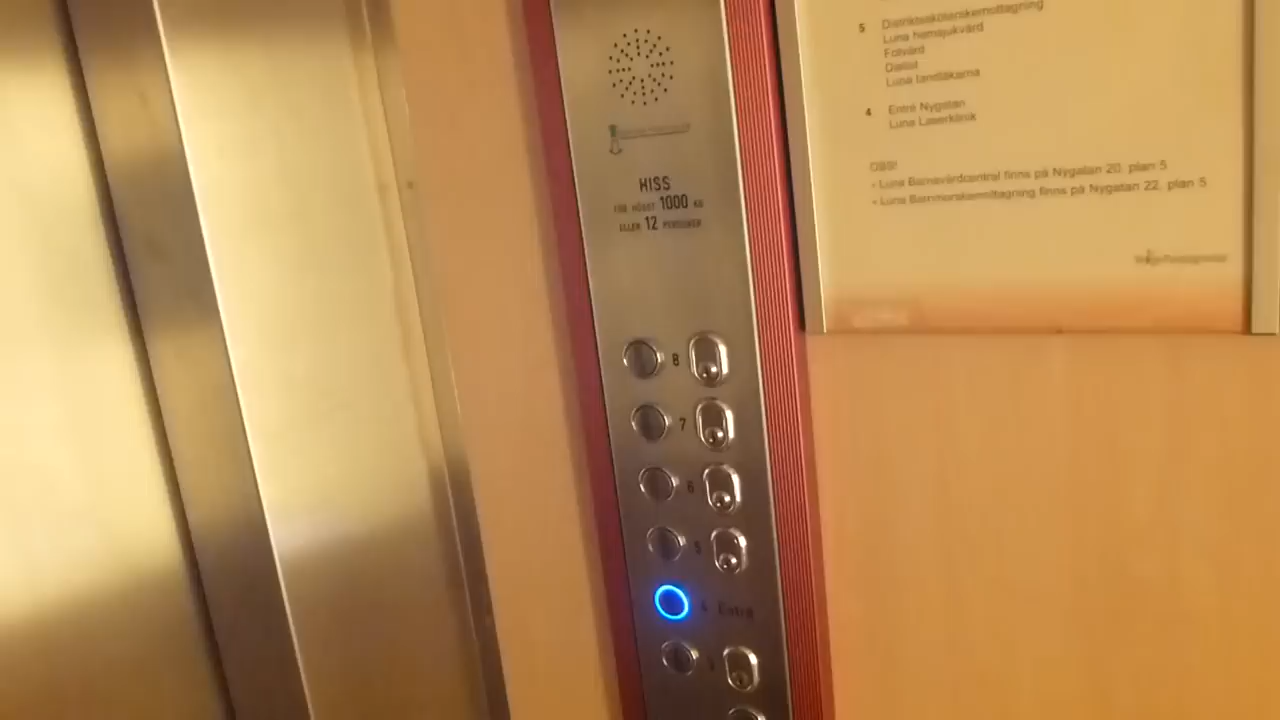 HISS
FÖR HÖGST 1000 KG
ELLER 12 PERSONER
8
7
6
5
4 Entré
5 Distriktssköterskemottagning
Luna hemsjukvård
Fotvård
Dietist
Luna tandläkarna
4 Entré Nygatan
Luna Laserklinik
OBS!
• Luna Barnavårdcentral finns på Nygatan 20, plan 5
• Luna Barnmorskemottagning finns på Nygatan 22, plan 5